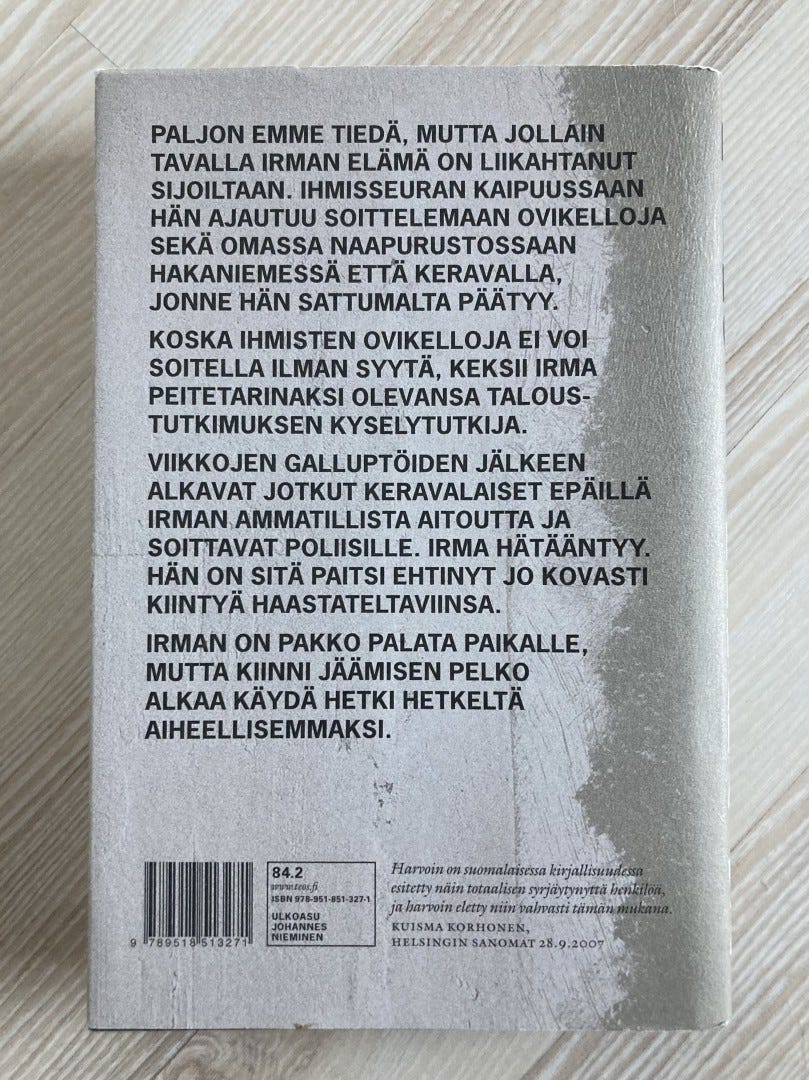 PALJON EMME TIEDÄ, MUTTA JOLLAIN
TAVALLA IRMAN ELÄMÄ ON LIIKAHTANUT
SIJOILTAAN. IHMISSEURAN KAIPUUSSAAN
HÄN AJAUTUU SOITTELEMAAN OVIKELLOJA
SEKÄ OMASSA NAAPURUSTOSSAAN
HAKANIEMESSÄ ETTÄ KERAVALLA,
JONNE HÄN SATTUMALTA PÄÄTYY.
KOSKA IHMISTEN OVIKELLOJA EI VOI
SOITELLA ILMAN SYYTÄ, KEKSII IRMA
PEITETARINAKSI OLEVANSA TALOUS-
TUTKIMUKSEN KYSELYTUTKIJA.
VIIKKOJEN GALLUPTÖIDEN JÄLKEEN
ALKAVAT JOTKUT KERAVALAISET EPÄILLÄ
IRMAN AMMATILLISTA AITOUTTA JA
SOITTAVAT POLIISILLE. IRMA HÄTÄÄNTYY.
HÄN ON SITÄ PAITSI EHTINYT JO KOVASTI
KIINTYÄ HAASTATELTAVIINSA.
IRMAN ON PAKKO PALATA PAIKALLE,
MUTTA KIINNI JÄÄMISEN PELKO
ALKAA KÄYDÄ HETKI HETKELTÄ
AIHEELLISEMMAKSI.
9 789518 513271
84.2
www.teos.fi
ISBN 978-951-851-327-1
ULKOASU
JOHANNES
NIEMINEN
Harvoin on suomalaisessa kirjallisuudessa
esitetty näin totaalisen syrjäytynyttä henkilöä,
ja harvoin eletty niin vahvasti tämän mukana.
KUISMA KORHONEN,
HELSINGIN SANOMAT 28.9.2007